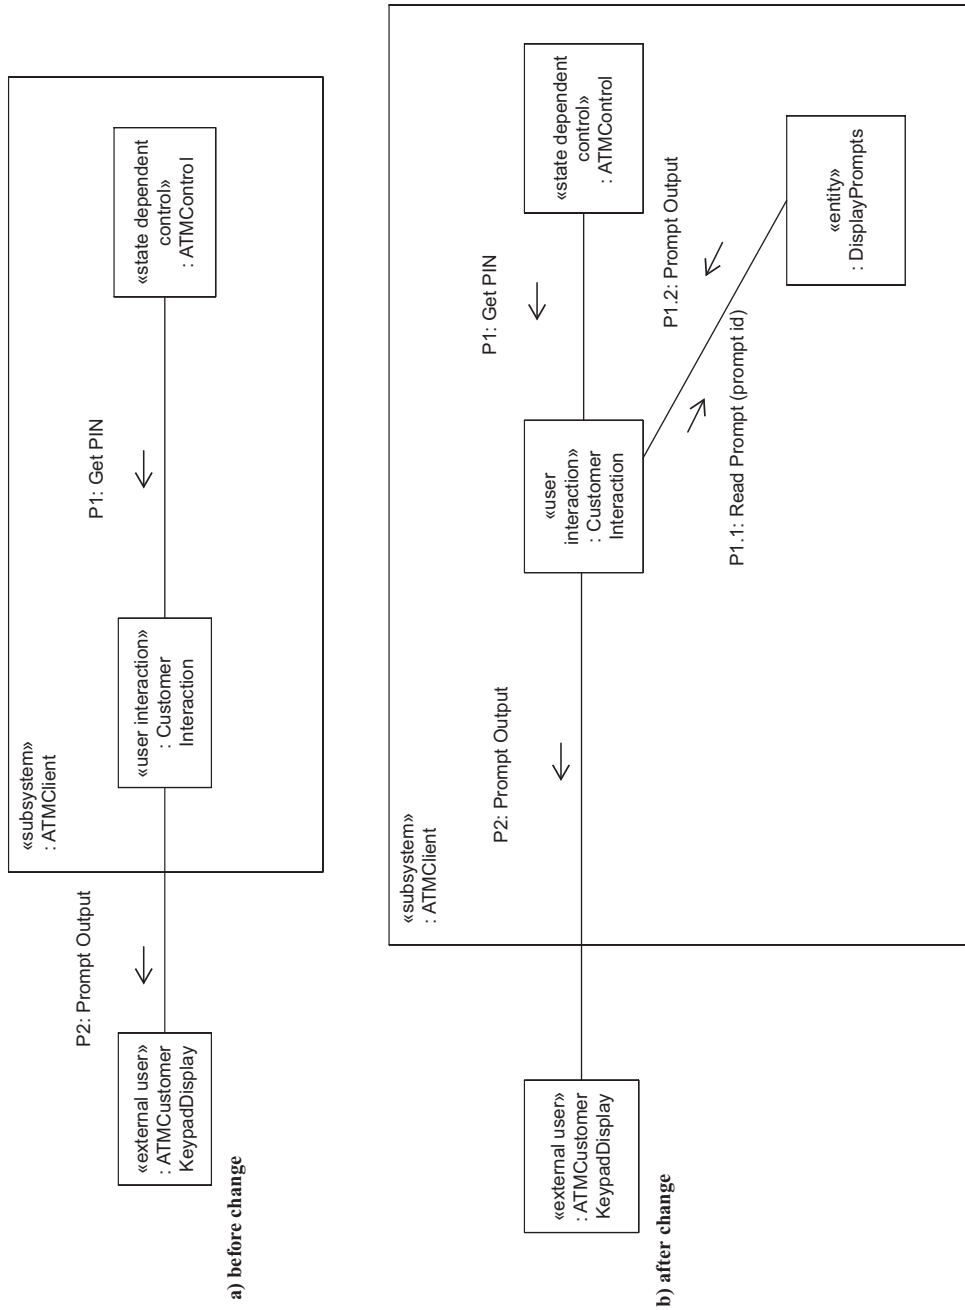 «subsystem»
: ATMClient
«external user»
: ATMCustomer
KeypadDisplay
P2: Prompt Output
«user interaction»
: Customer
Interaction
P1: Get PIN
«state dependent
control»
: ATMControl
a) before change
«subsystem»
: ATMClient
«external user»
: ATMCustomer
KeypadDisplay
P2: Prompt Output
«user
interaction»
: Customer
Interaction
P1: Get PIN
«state dependent
control»
: ATMControl
P1.2: Prompt Output
P1.1: Read Prompt (prompt id)
«entity»
: DisplayPrompts
b) after change